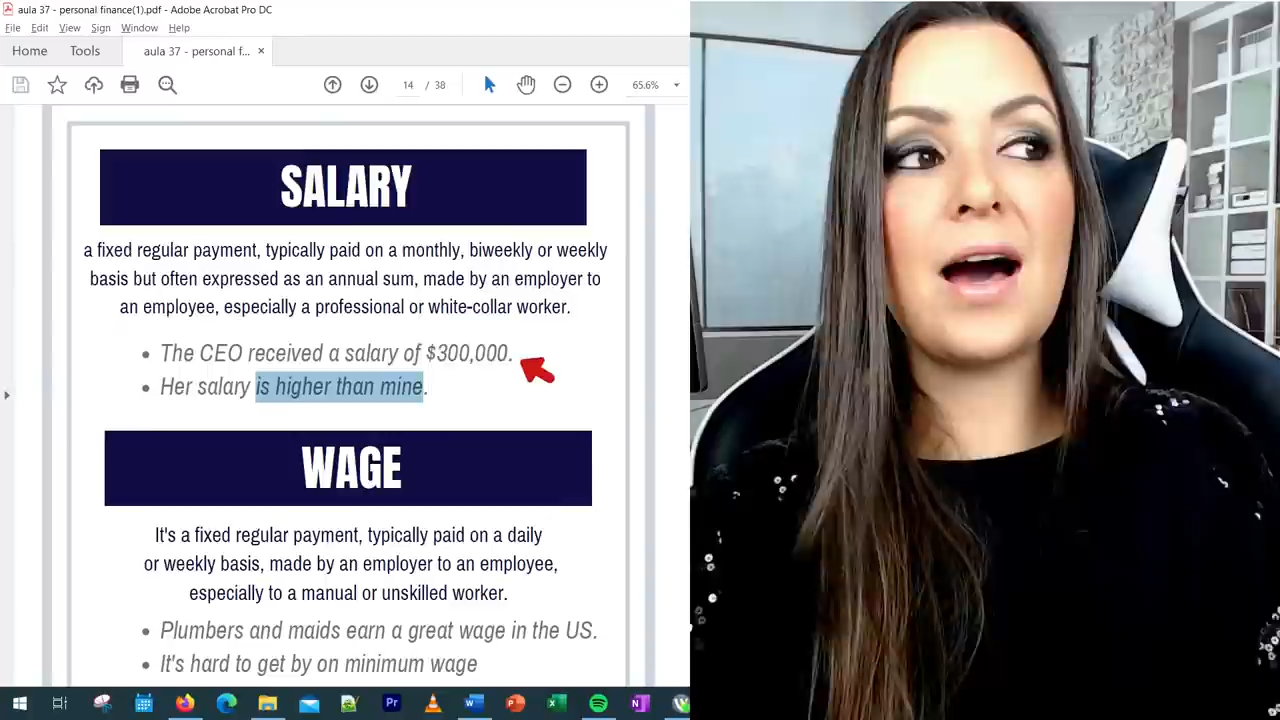 aula 37 - personal finance(1).pdf - Adobe Acrobat Pro DC
File Edit View Sign Window Help
Home Tools aula 37 - personal f... ×
14 / 38 65.6%
SALARY
a fixed regular payment, typically paid on a monthly, biweekly or weekly
basis but often expressed as an annual sum, made by an employer to
an employee, especially a professional or white-collar worker.
• The CEO received a salary of $300,000.
• Her salary is higher than mine.
WAGE
It's a fixed regular payment, typically paid on a daily
or weekly basis, made by an employer to an employee,
especially to a manual or unskilled worker.
• Plumbers and maids earn a great wage in the US.
• It's hard to get by on minimum wage